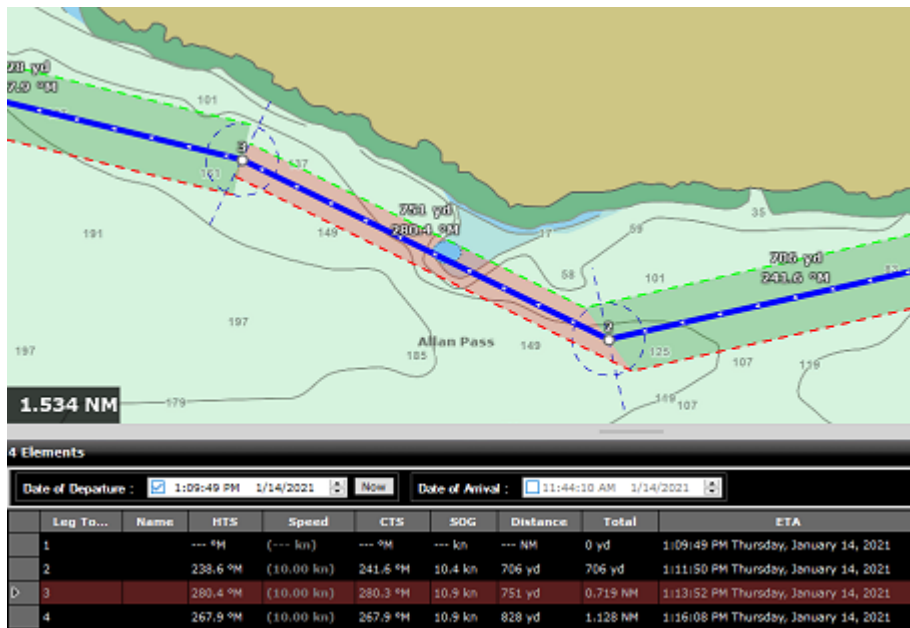 28 yd
7.9 °M
101
3
137
161
751 yd
280.4 °M
149
191
37
59
35
706 yd
241.6 °M
58
101
197
2
Allan Pass
149
125
197
185
107
119
1.534 NM
179
149
107
4 Elements
Date of Departure : 1:09:49 PM 1/14/2021 Now Date of Arrival : 11:44:10 AM 1/14/2021
Leg To... Name HTS Speed CTS SOG Distance Total ETA
1 --- °M (--- kn) --- °M --- kn --- NM 0 yd 1:09:49 PM Thursday, January 14, 2021
2 238.6 °M (10.00 kn) 241.6 °M 10.4 kn 706 yd 706 yd 1:11:50 PM Thursday, January 14, 2021
3 280.4 °M (10.00 kn) 280.3 °M 10.9 kn 751 yd 0.719 NM 1:13:52 PM Thursday, January 14, 2021
4 267.9 °M (10.00 kn) 267.9 °M 10.9 kn 828 yd 1.128 NM 1:16:08 PM Thursday, January 14, 2021